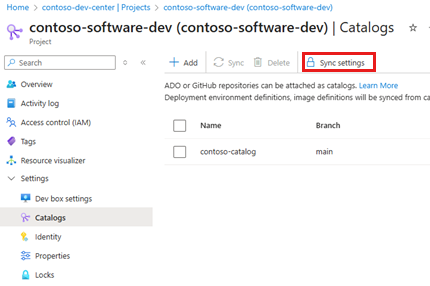 Home > contoso-dev-center | Projects > contoso-software-dev (contoso-software-dev)
contoso-software-dev (contoso-software-dev) | Catalogs
Project
Search
Overview
Activity log
Access control (IAM)
Tags
Resource visualizer
Settings
Dev box settings
Catalogs
Identity
Properties
Locks
Add Sync Delete Sync settings
ADO or GitHub repositories can be attached as catalogs. Learn More
Deployment environment definitions, image definitions will be synced from ca
Name Branch
contoso-catalog main